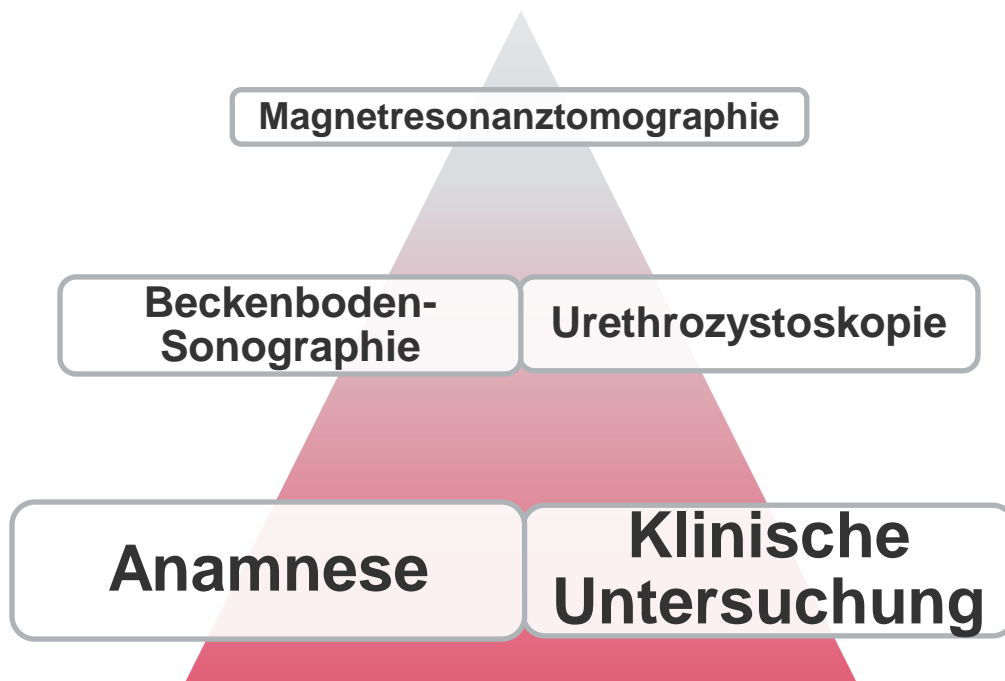 Magnetresonanztomographie
Beckenboden-
Sonographie
Urethrozystoskopie
Anamnese
Klinische
Untersuchung